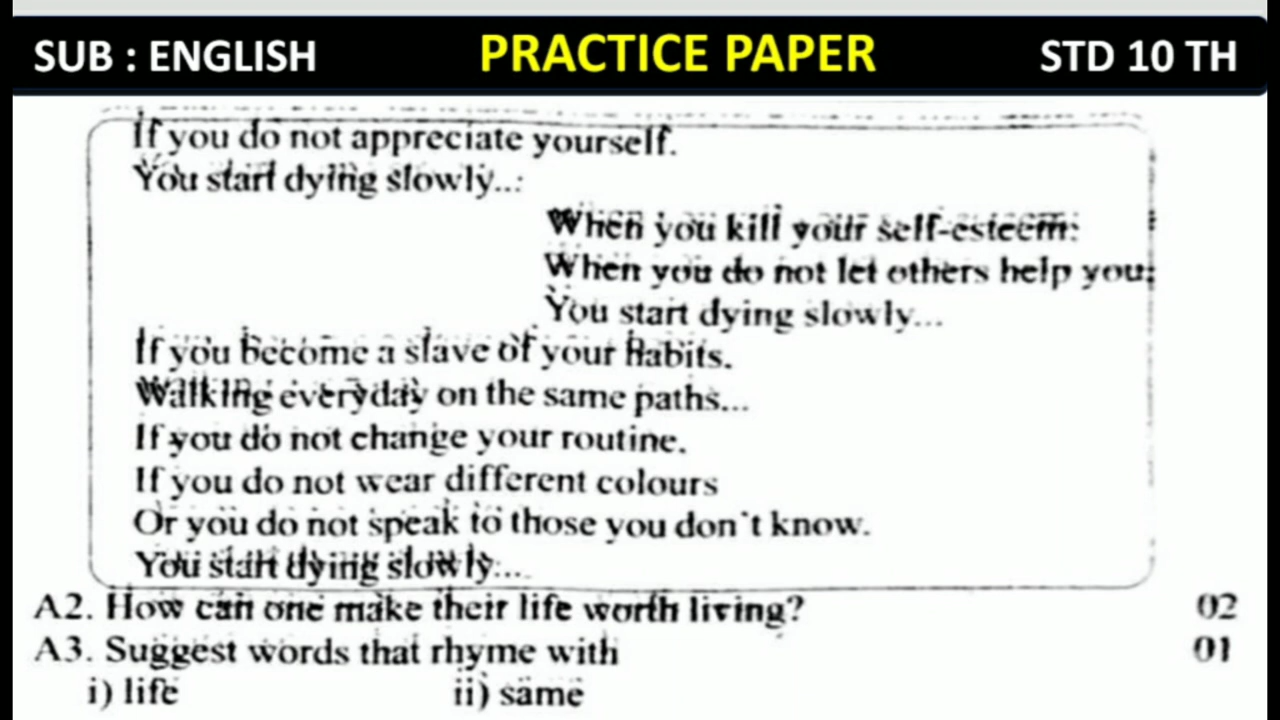 SUB : ENGLISH PRACTICE PAPER STD 10 TH
If you do not appreciate yourself.
You start dying slowly...
When you kill your self-esteem:
When you do not let others help you:
You start dying slowly...
If you become a slave of your habits.
Walking everyday on the same paths...
If you do not change your routine.
If you do not wear different colours
Or you do not speak to those you don't know.
You start dying slowly...
A2. How can one make their life worth living? 02
A3. Suggest words that rhyme with 01
i) life ii) same